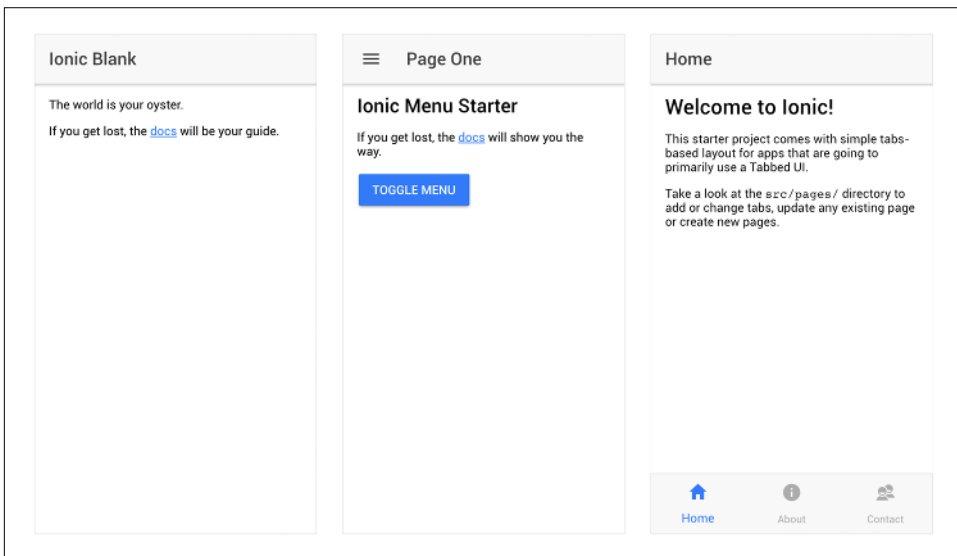 Ionic Blank
The world is your oyster.
If you get lost, the docs will be your guide.
Page One
Ionic Menu Starter
If you get lost, the docs will show you the
way.
TOGGLE MENU
Home
Welcome to Ionic!
This starter project comes with simple tabs-
based layout for apps that are going to
primarily use a Tabbed UI.
Take a look at the src/pages/ directory to
add or change tabs, update any existing page
or create new pages.
Home
About
Contact